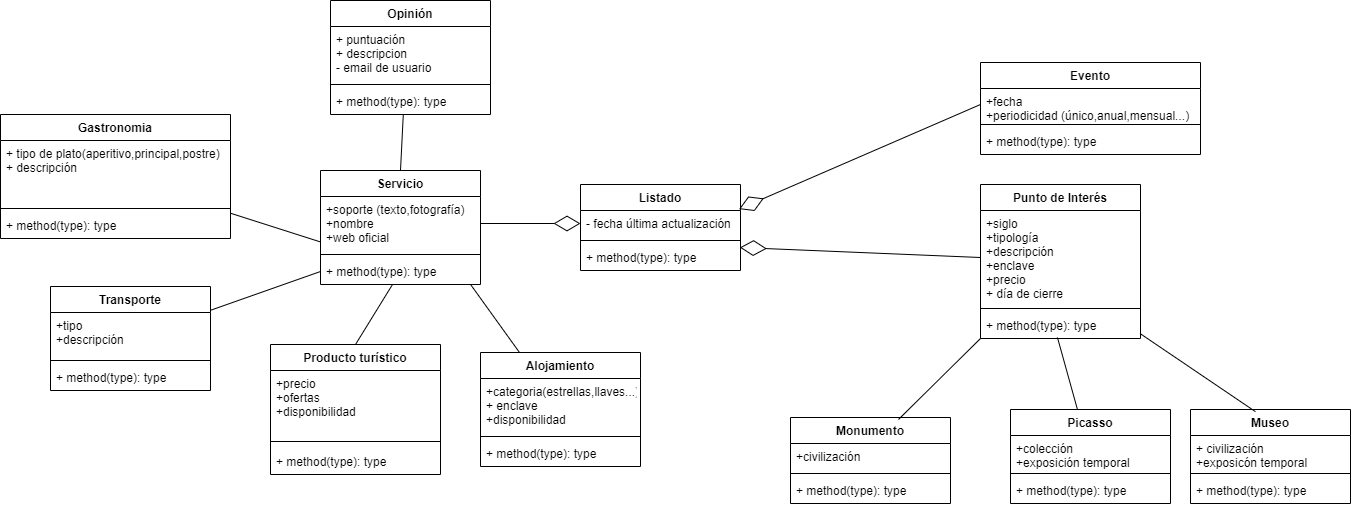 Opinión
+ puntuación
+ descripcion
- email de usuario
+ method(type): type
Gastronomia
+ tipo de plato(aperitivo,principal,postre)
+ descripción
+ method(type): type
Servicio
+soporte (texto,fotografía)
+nombre
+web oficial
+ method(type): type
Transporte
+tipo
+descripción
+ method(type): type
Producto turístico
+precio
+ofertas
+disponibilidad
+ method(type): type
Alojamiento
+categoria(estrellas,llaves...)
+ enclave
+disponibilidad
+ method(type): type
Listado
- fecha última actualización
+ method(type): type
Evento
+fecha
+periodicidad (único,anual,mensual...)
+ method(type): type
Punto de Interés
+siglo
+tipología
+descripción
+enclave
+precio
+ día de cierre
+ method(type): type
Monumento
+civilización
+ method(type): type
Picasso
+colección
+exposición temporal
+ method(type): type
Museo
+ civilización
+exposicón temporal
+ method(type): type